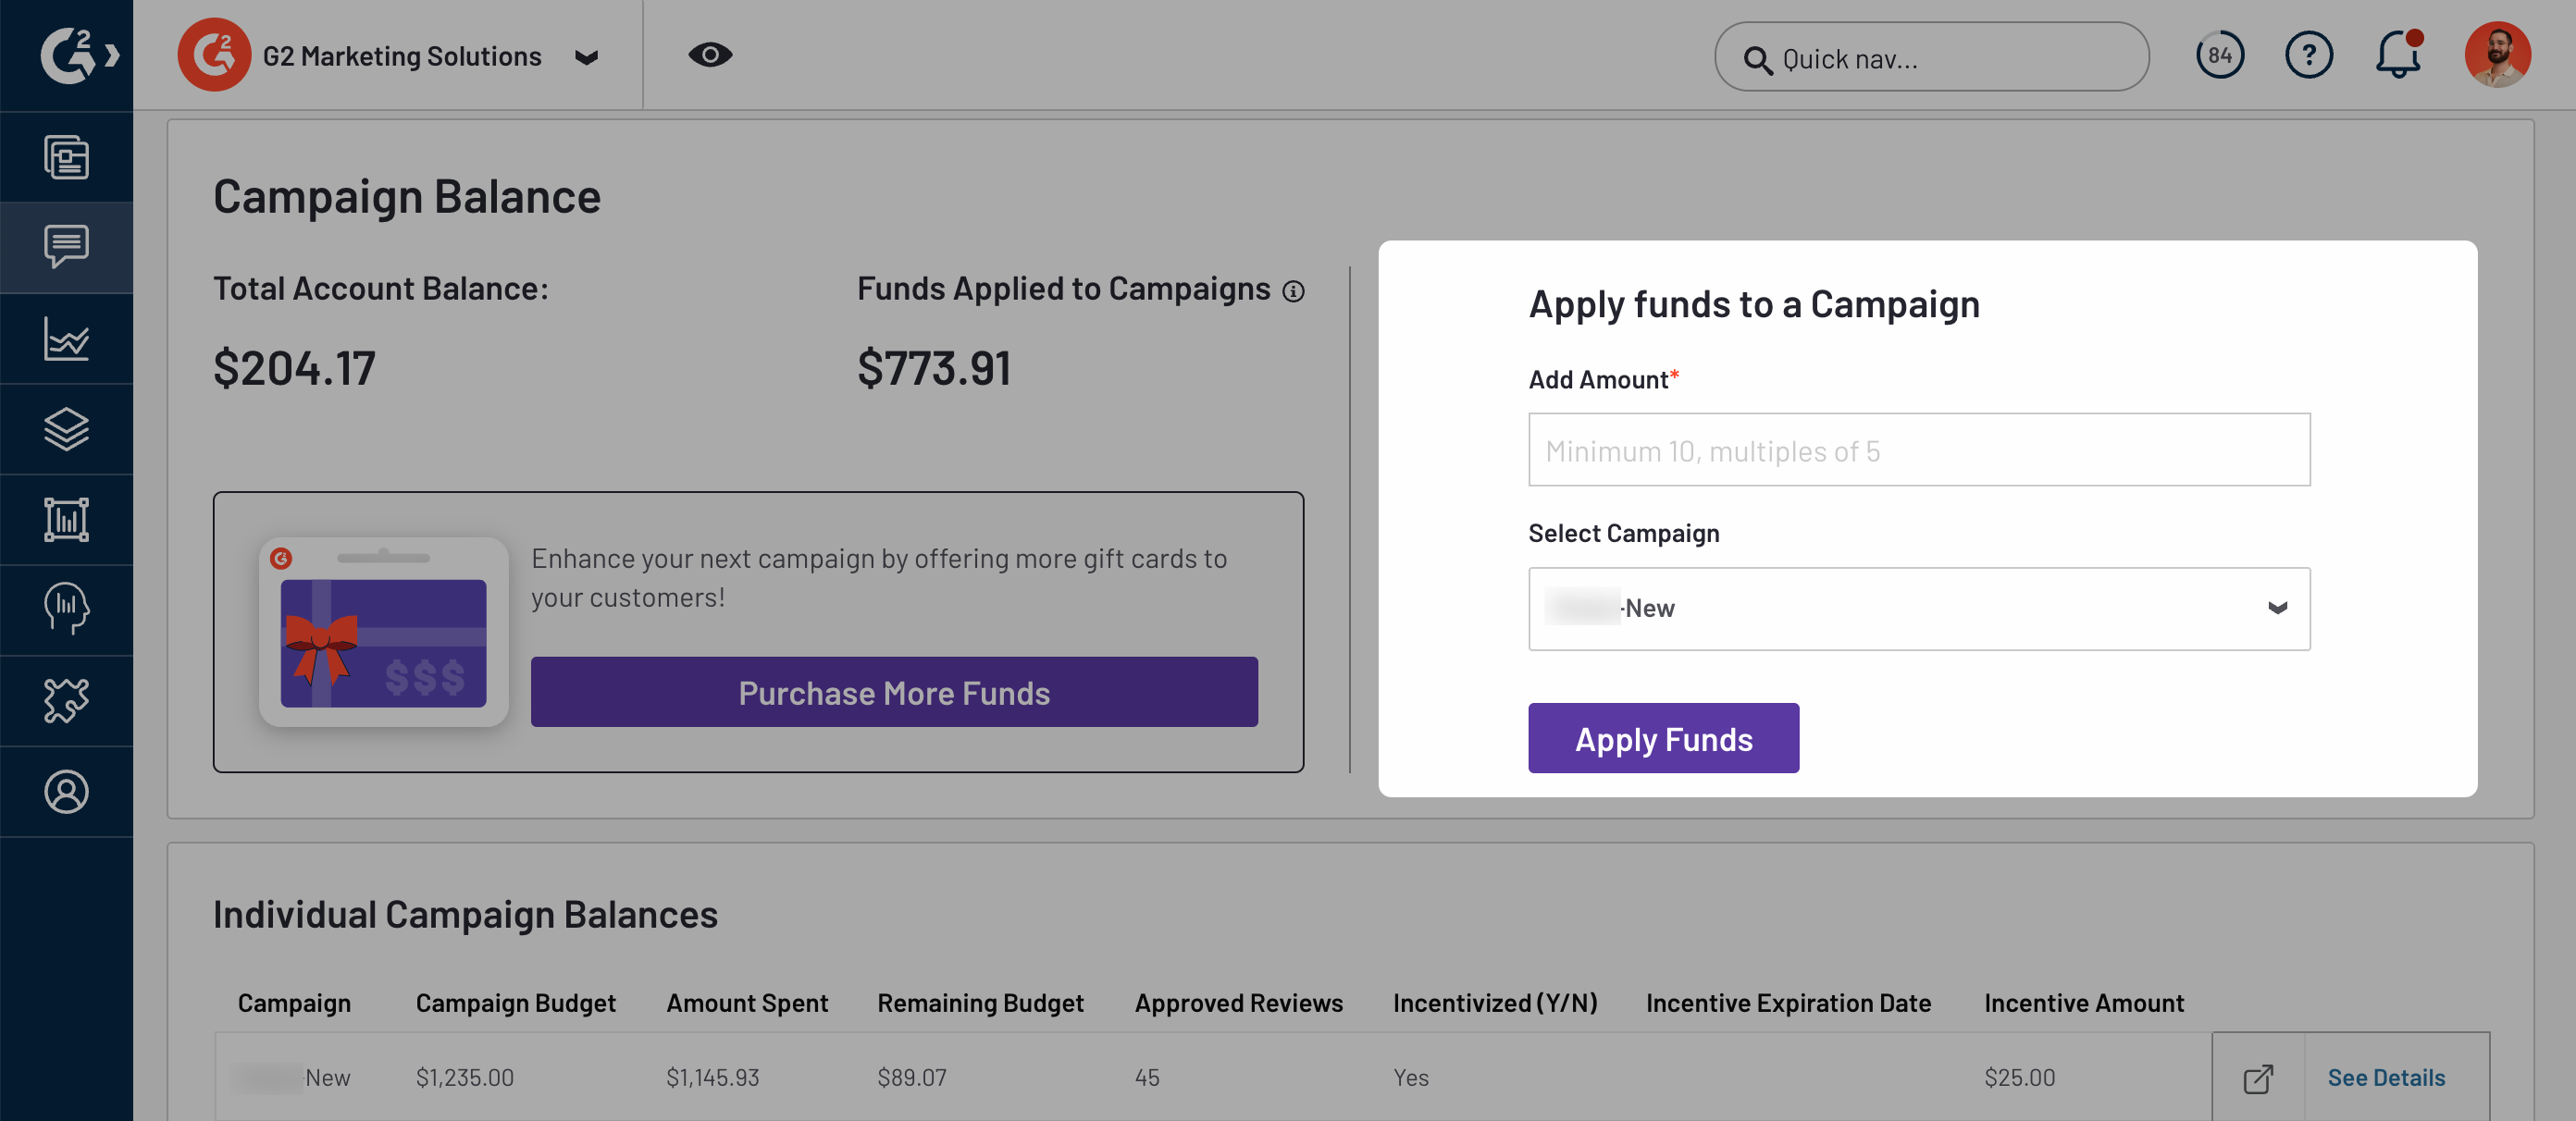 G2 Marketing Solutions
Quick nav...
84
?
Campaign Balance
Total Account Balance:
$204.17
Funds Applied to Campaigns
$773.91
Enhance your next campaign by offering more gift cards to
your customers!
$$$
Purchase More Funds
Apply funds to a Campaign
Add Amount*
Minimum 10, multiples of 5
Select Campaign
-New
Apply Funds
Individual Campaign Balances
Campaign Campaign Budget Amount Spent Remaining Budget Approved Reviews Incentivized (Y/N) Incentive Expiration Date Incentive Amount
-New $1,235.00 $1,145.93 $89.07 45 Yes $25.00 See Details